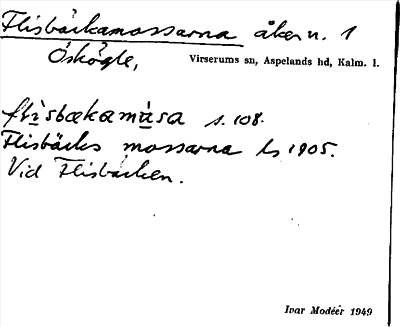 Flisbäckamossarna åker n. 1
Öskögle, Virserums sn, Aspelands hd, Kalm. l.
flìsbækamåsa s. 108.
Flisbäcks mossarna Ls 1905.
Vid Flisbäcken.
Ivar Modéer 1949